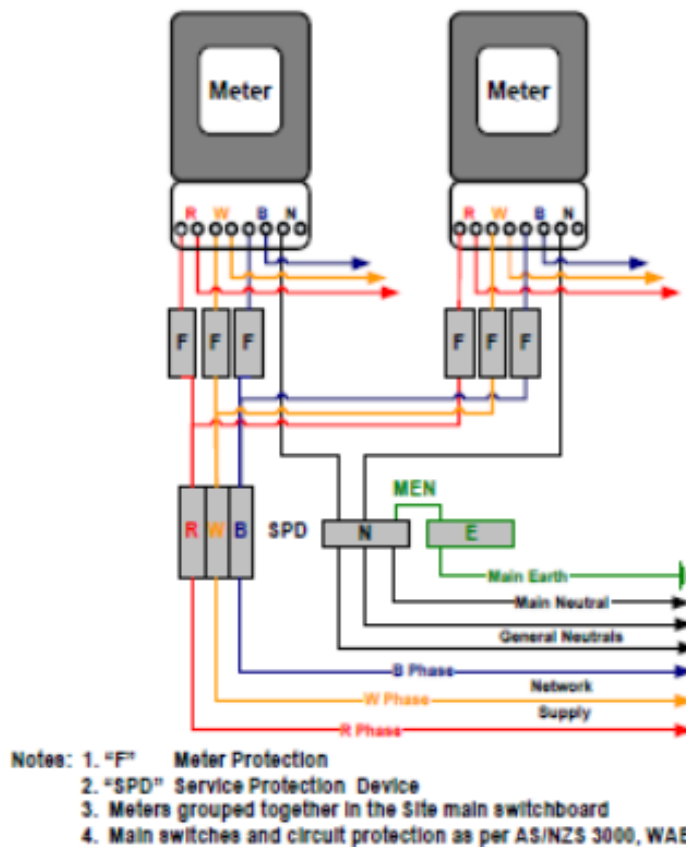 Meter Meter
R W B N R W B N
F F F F F F
MEN
R W B SPD N E
Main Earth
Main Neutral
General Neutrals
B Phase
W Phase Network
Supply
R Phase
Notes: 1. "F" Meter Protection
2. "SPD" Service Protection Device
3. Meters grouped together in the Site main switchboard
4. Main switches and circuit protection as per AS/NZS 3000,